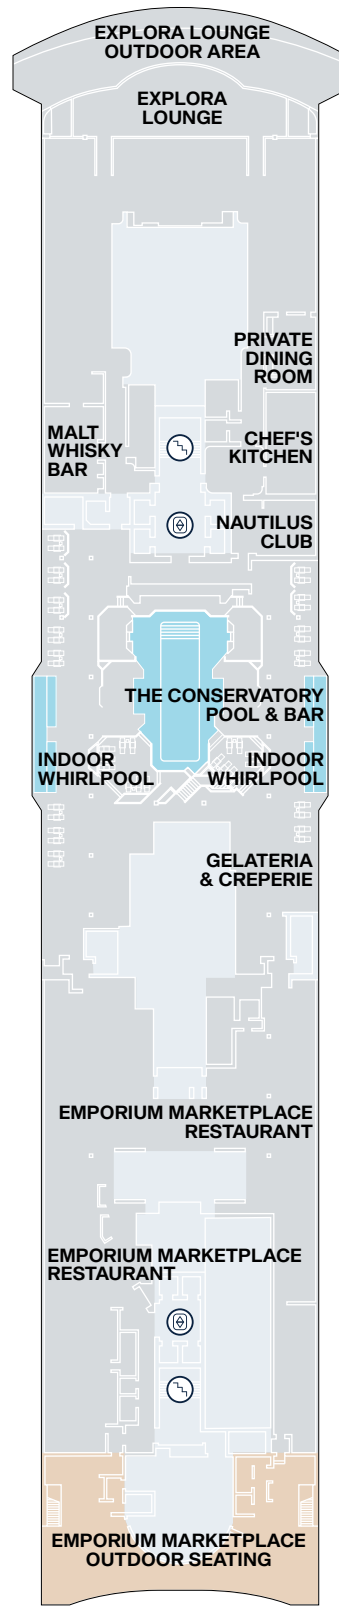 EXPLORA LOUNGE
OUTDOOR AREA
EXPLORA
LOUNGE
PRIVATE
DINING
ROOM
MALT
WHISKY
BAR
CHEF'S
KITCHEN
NAUTILUS
CLUB
THE CONSERVATORY
POOL & BAR
INDOOR
WHIRLPOOL
INDOOR
WHIRLPOOL
GELATERIA
& CREPERIE
EMPORIUM MARKETPLACE
RESTAURANT
EMPORIUM MARKETPLACE
RESTAURANT
EMPORIUM MARKETPLACE
OUTDOOR SEATING